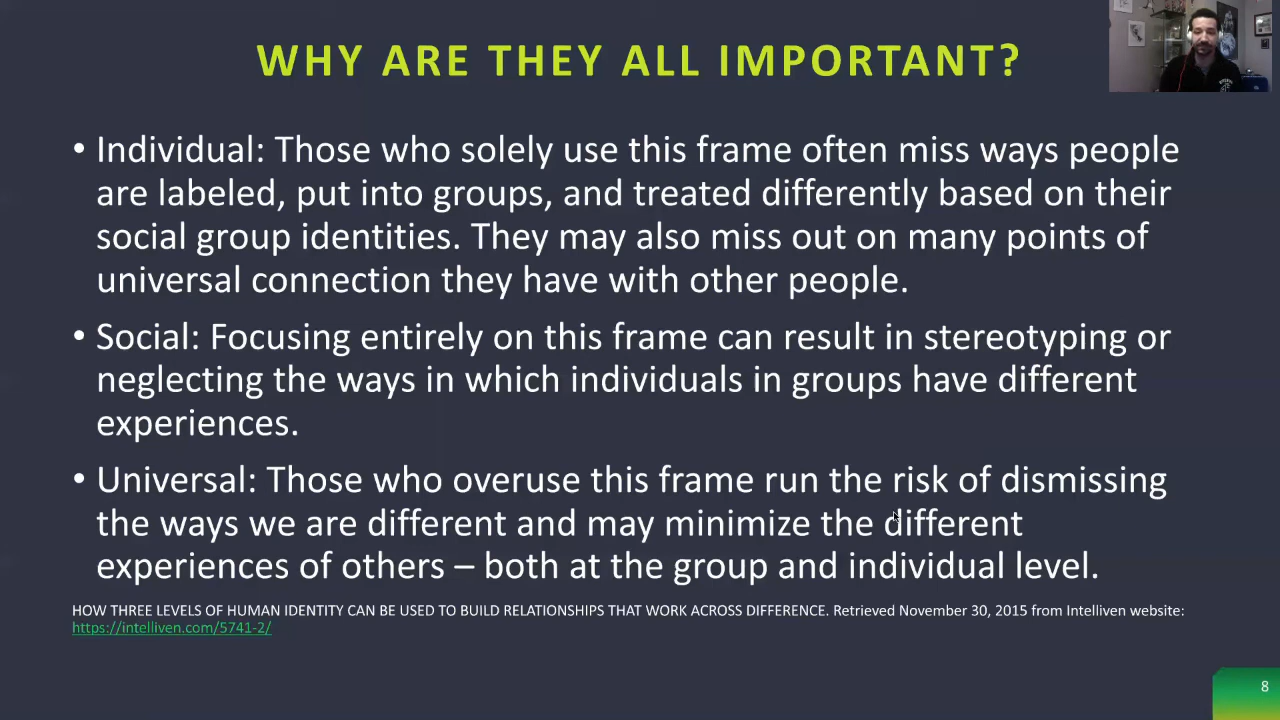 WHY ARE THEY ALL IMPORTANT?
• Individual: Those who solely use this frame often miss ways people
are labeled, put into groups, and treated differently based on their
social group identities. They may also miss out on many points of
universal connection they have with other people.
• Social: Focusing entirely on this frame can result in stereotyping or
neglecting the ways in which individuals in groups have different
experiences.
• Universal: Those who overuse this frame run the risk of dismissing
the ways we are different and may minimize the different
experiences of others – both at the group and individual level.
HOW THREE LEVELS OF HUMAN IDENTITY CAN BE USED TO BUILD RELATIONSHIPS THAT WORK ACROSS DIFFERENCE. Retrieved November 30, 2015 from Intelliven website:
https://intelliven.com/5741-2/
8